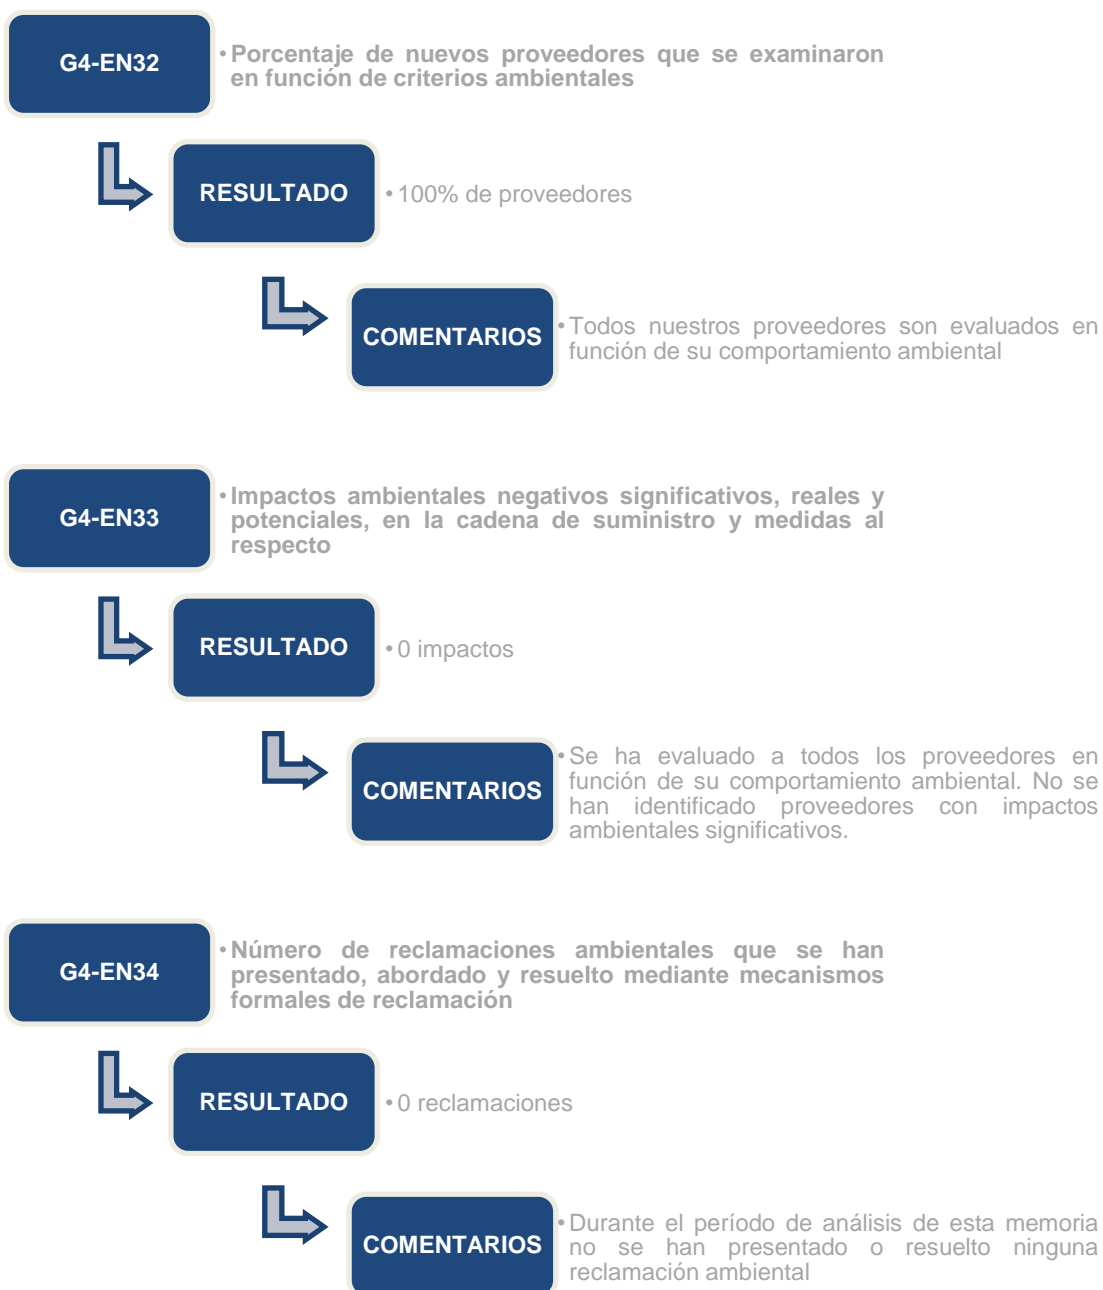 G4-EN32
• Porcentaje de nuevos proveedores que se examinaron
en función de criterios ambientales
RESULTADO
• 100% de proveedores
COMENTARIOS
• Todos nuestros proveedores son evaluados en
función de su comportamiento ambiental
G4-EN33
• Impactos ambientales negativos significativos, reales y
potenciales, en la cadena de suministro y medidas al
respecto
RESULTADO
• 0 impactos
COMENTARIOS
• Se ha evaluado a todos los proveedores en
función de su comportamiento ambiental. No se
han identificado proveedores con impactos
ambientales significativos.
G4-EN34
• Número de reclamaciones ambientales que se han
presentado, abordado y resuelto mediante mecanismos
formales de reclamación
RESULTADO
• 0 reclamaciones
COMENTARIOS
• Durante el período de análisis de esta memoria
no se han presentado o resuelto ninguna
reclamación ambiental